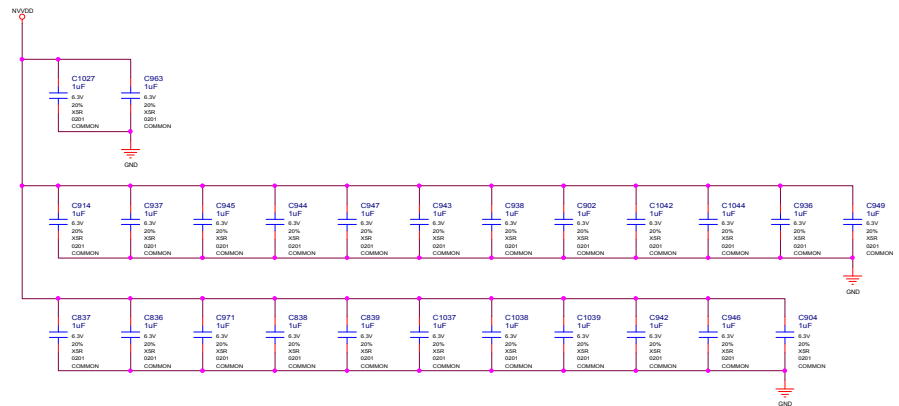 NVVDD
C1027 C963
1uF 1uF
6.3V 6.3V
20% 20%
X5R X5R
0201 0201
COMMON COMMON
GND
C914 C937 C945 C944 C947 C943 C938 C902 C1042 C1044 C936 C949
1uF 1uF 1uF 1uF 1uF 1uF 1uF 1uF 1uF 1uF 1uF 1uF
6.3V 6.3V 6.3V 6.3V 6.3V 6.3V 6.3V 6.3V 6.3V 6.3V 6.3V 6.3V
20% 20% 20% 20% 20% 20% 20% 20% 20% 20% 20% 20%
X5R X5R X5R X5R X5R X5R X5R X5R X5R X5R X5R X5R
0201 0201 0201 0201 0201 0201 0201 0201 0201 0201 0201 0201
COMMON COMMON COMMON COMMON COMMON COMMON COMMON COMMON COMMON COMMON COMMON COMMON
GND
C837 C836 C971 C838 C839 C1037 C1038 C1039 C942 C946 C904
1uF 1uF 1uF 1uF 1uF 1uF 1uF 1uF 1uF 1uF 1uF
6.3V 6.3V 6.3V 6.3V 6.3V 6.3V 6.3V 6.3V 6.3V 6.3V 6.3V
20% 20% 20% 20% 20% 20% 20% 20% 20% 20% 20%
X5R X5R X5R X5R X5R X5R X5R X5R X5R X5R X5R
0201 0201 0201 0201 0201 0201 0201 0201 0201 0201 0201
COMMON COMMON COMMON COMMON COMMON COMMON COMMON COMMON COMMON COMMON COMMON
GND